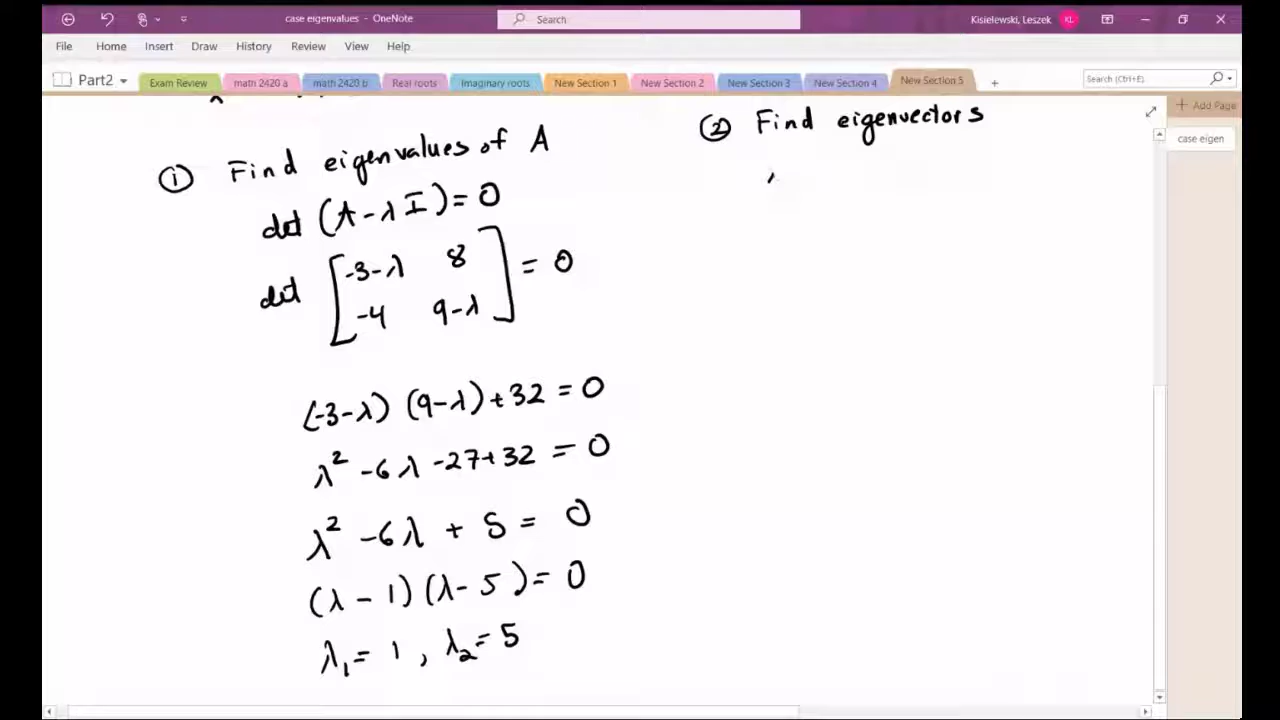 case eigenvalues - OneNote
Search
Kisielewski, Leszek
KL
File Home Insert Draw History Review View Help
Part2
Exam Review
math 2420 a
math 2420 b
Real roots
Imaginary roots
New Section 1
New Section 2
New Section 3
New Section 4
New Section 5
Search (Ctrl+E)
Add Page
case eigen
① Find eigenvalues of A
det (A-λI)=0
det [-3-λ 8
-4 9-λ] = 0
(-3-λ) (9-λ)+32 = 0
λ² -6λ -27+32 = 0
λ² -6λ + 5 = 0
(λ - 1)(λ- 5)= 0
λ₁= 1, λ₂= 5
② Find eigenvectors